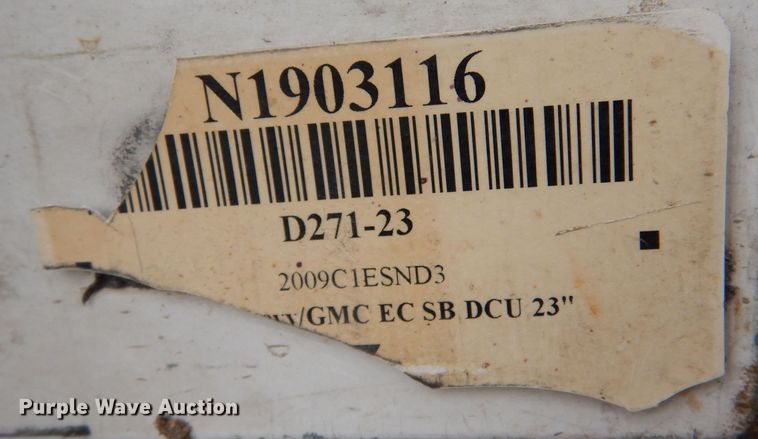 N1903116
D271-23
2009C1ESND3
/GMC EC SB DCU 23"
Purple Wave Auction